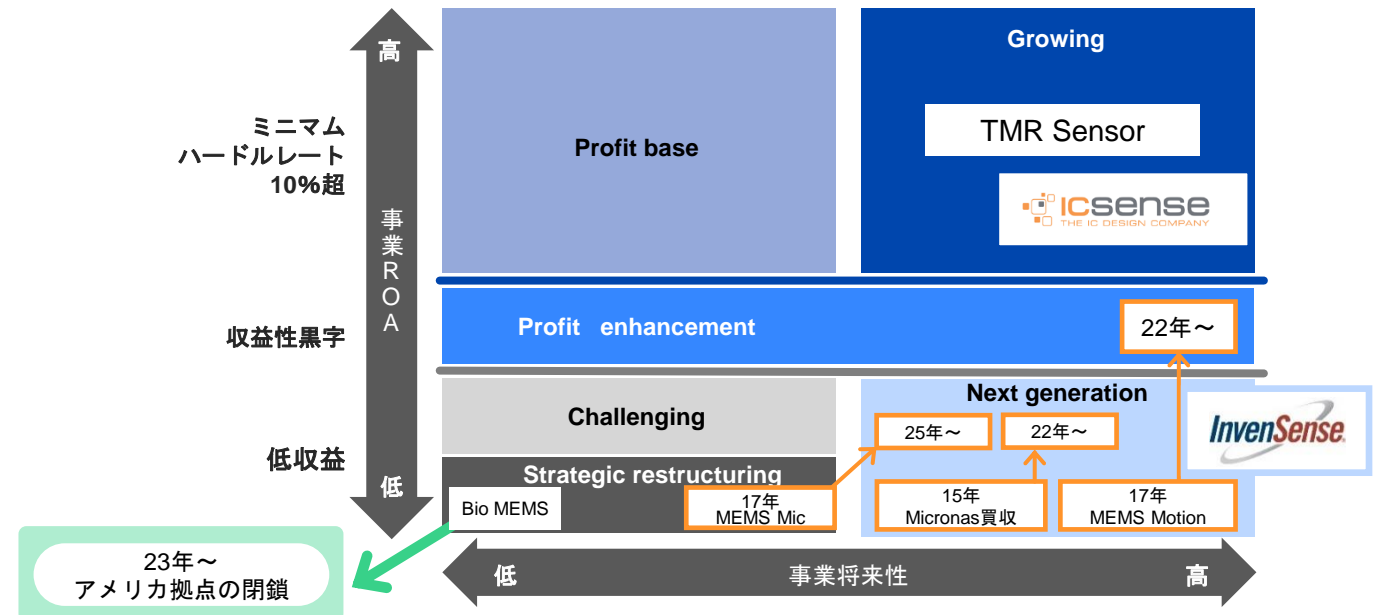 高
ミニマム
ハードルレート
10%超
事業ROA
収益性黒字
低収益
低
Profit base
Growing
TMR Sensor
icsense
THE IC DESIGN COMPANY
Profit enhancement
22年～
Challenging
Next generation
25年～
22年～
InvenSense
Strategic restructuring
Bio MEMS
17年
MEMS Mic
15年
Micronas買収
17年
MEMS Motion
23年～
アメリカ拠点の閉鎖
低
事業将来性
高